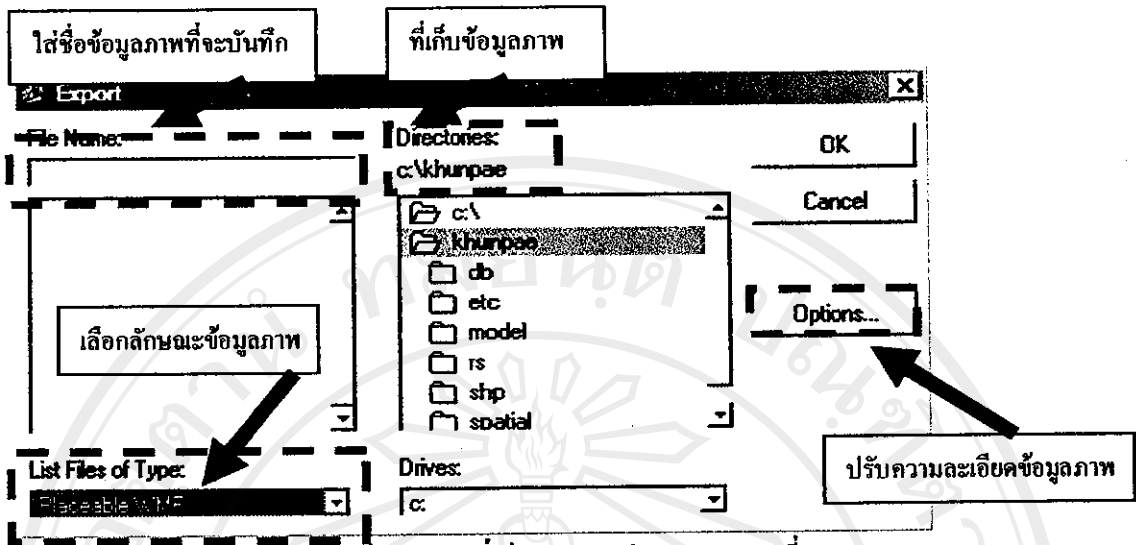 ใส่ชื่อข้อมูลภาพที่จะบันทึก
ที่เก็บข้อมูลภาพ
Export
File Name:
Directories:
c:\khunpae
OK
Cancel
c:\
khunpae
db
etc
model
rs
shp
spatial
Options...
เลือกลักษณะข้อมูลภาพ
ปรับความละเอียดข้อมูลภาพ
List Files of Type:
Placeable WMF
Drives:
c: